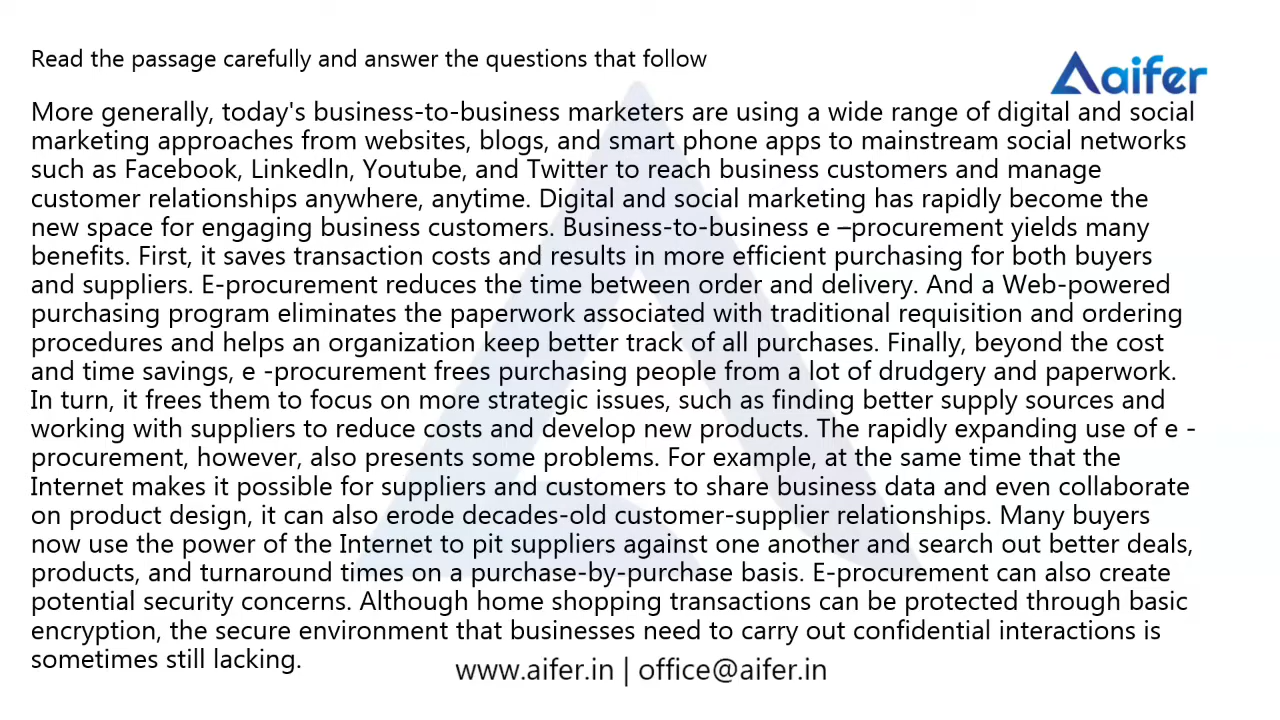 Read the passage carefully and answer the questions that follow
aifer
More generally, today's business-to-business marketers are using a wide range of digital and social
marketing approaches from websites, blogs, and smart phone apps to mainstream social networks
such as Facebook, Linkedln, Youtube, and Twitter to reach business customers and manage
customer relationships anywhere, anytime. Digital and social marketing has rapidly become the
new space for engaging business customers. Business-to-business e –procurement yields many
benefits. First, it saves transaction costs and results in more efficient purchasing for both buyers
and suppliers. E-procurement reduces the time between order and delivery. And a Web-powered
purchasing program eliminates the paperwork associated with traditional requisition and ordering
procedures and helps an organization keep better track of all purchases. Finally, beyond the cost
and time savings, e -procurement frees purchasing people from a lot of drudgery and paperwork.
In turn, it frees them to focus on more strategic issues, such as finding better supply sources and
working with suppliers to reduce costs and develop new products. The rapidly expanding use of e -
procurement, however, also presents some problems. For example, at the same time that the
Internet makes it possible for suppliers and customers to share business data and even collaborate
on product design, it can also erode decades-old customer-supplier relationships. Many buyers
now use the power of the Internet to pit suppliers against one another and search out better deals,
products, and turnaround times on a purchase-by-purchase basis. E-procurement can also create
potential security concerns. Although home shopping transactions can be protected through basic
encryption, the secure environment that businesses need to carry out confidential interactions is
sometimes still lacking.
www.aifer.in | office@aifer.in